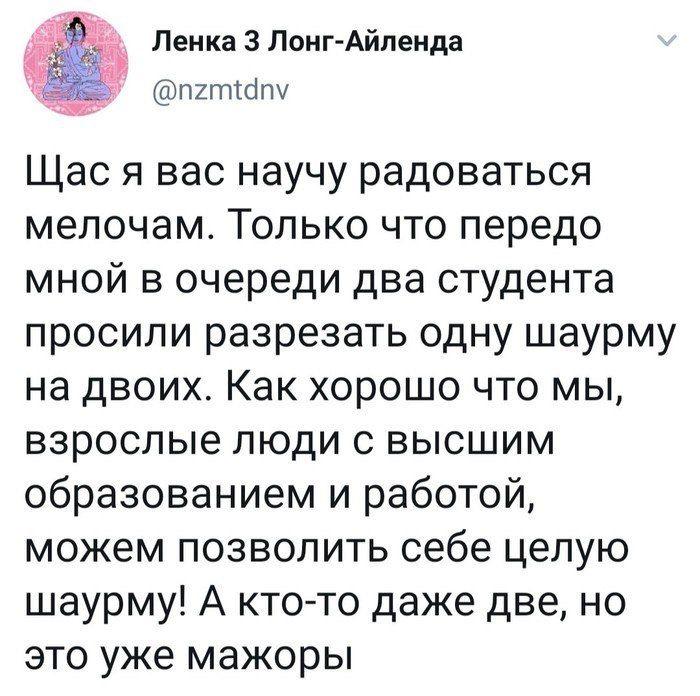 Ленка З Лонг-Айленда
@nzmtdnv
Щас я вас научу радоваться
мелочам. Только что передо
мной в очереди два студента
просили разрезать одну шаурму
на двоих. Как хорошо что мы,
взрослые люди с высшим
образованием и работой,
можем позволить себе целую
шаурму! А кто-то даже две, но
это уже мажоры